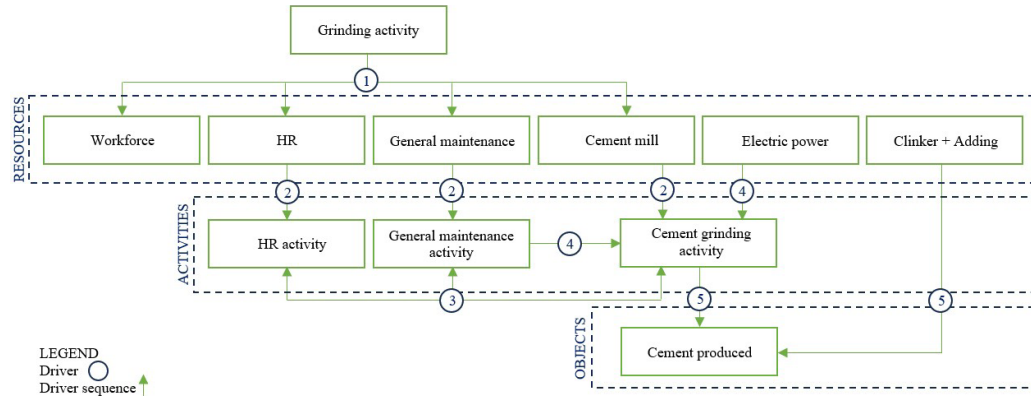 Grinding activity
1
RESOURCES
Workforce
HR
General maintenance
Cement mill
Electric power
Clinker + Adding
2
2
2
4
ACTIVITIES
HR activity
General maintenance
activity
4
Cement grinding
activity
3
5
5
OBJECTS
Cement produced
LEGEND
Driver
Driver sequence